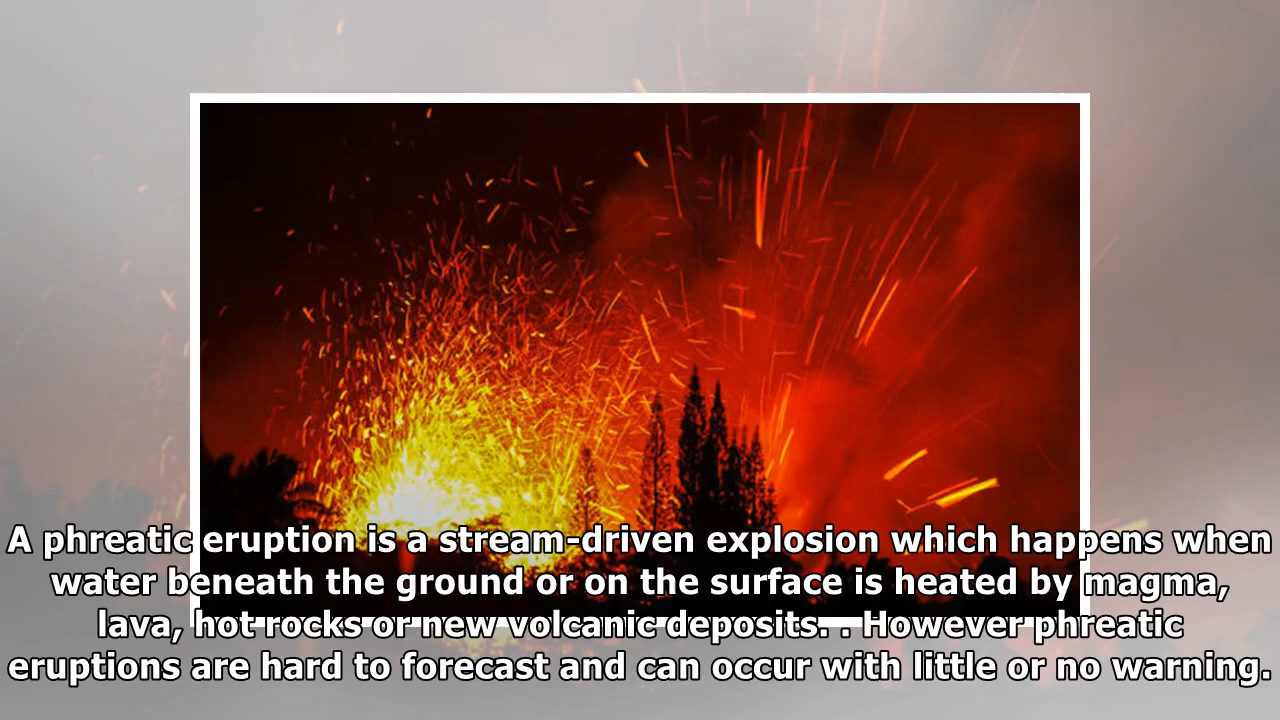 A phreatic eruption is a stream-driven explosion which happens when
water beneath the ground or on the surface is heated by magma,
lava, hot rocks or new volcanic deposits. . However phreatic
eruptions are hard to forecast and can occur with little or no warning.